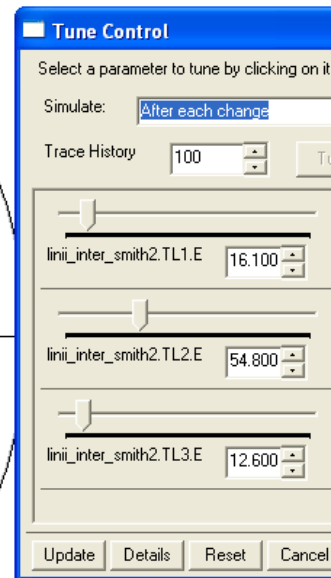 Tune Control
Select a parameter to tune by clicking on it
Simulate: After each change
Trace History 100
linii_inter_smith2.TL1.E 16.100
linii_inter_smith2.TL2.E 54.800
linii_inter_smith2.TL3.E 12.600
Update Details Reset Cancel